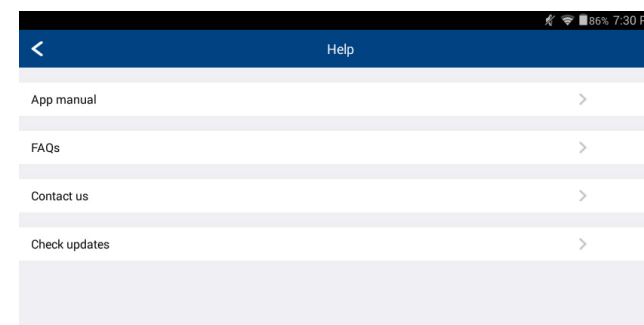 86% 7:30 P
Help
App manual
FAQs
Contact us
Check updates